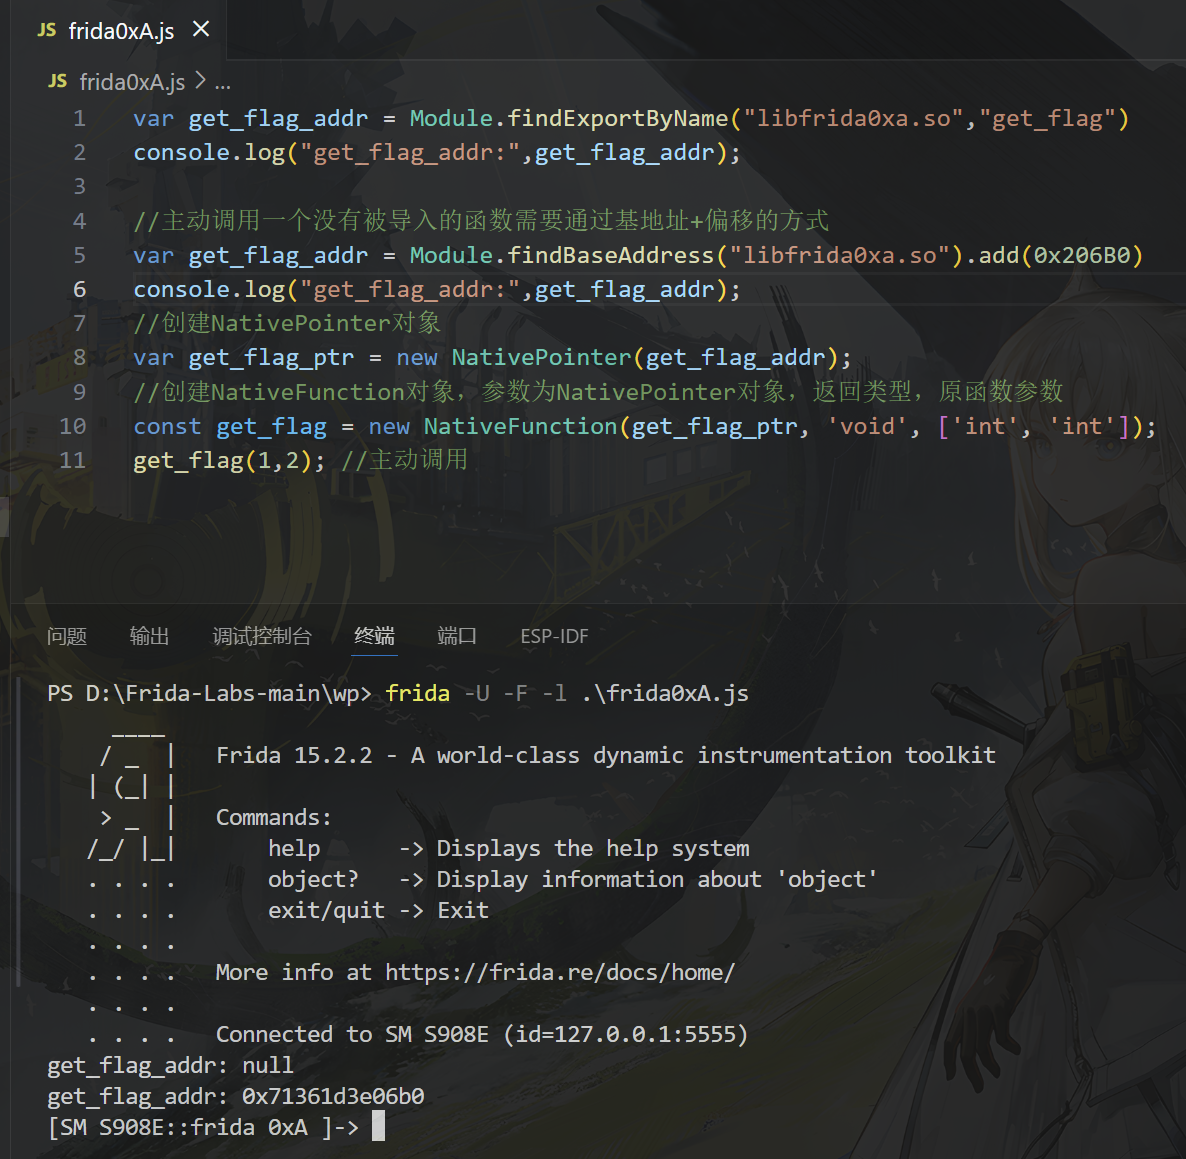 JS frida0xA.js ×
JS frida0xA.js > ...
1 var get_flag_addr = Module.findExportByName("libfrida0xa.so","get_flag")
2 console.log("get_flag_addr:",get_flag_addr);
3
4 //主动调用一个没有被导入的函数需要通过基地址+偏移的方式
5 var get_flag_addr = Module.findBaseAddress("libfrida0xa.so").add(0x206B0)
6 console.log("get_flag_addr:",get_flag_addr);
7 //创建NativePointer对象
8 var get_flag_ptr = new NativePointer(get_flag_addr);
9 //创建NativeFunction对象，参数为NativePointer对象，返回类型，原函数参数
10 const get_flag = new NativeFunction(get_flag_ptr, 'void', ['int', 'int']);
11 get_flag(1,2); //主动调用
问题 输出 调试控制台 终端 端口 ESP-IDF
PS D:\Frida-Labs-main\wp> frida -U -F -l .\frida0xA.js
     ____
    / _  |   Frida 15.2.2 - A world-class dynamic instrumentation toolkit
   | (_| |
    > _  |   Commands:
   /_/ |_|       help      -> Displays the help system
   . . . .       object?   -> Display information about 'object'
   . . . .       exit/quit -> Exit
   . . . .
   . . . .   More info at https://frida.re/docs/home/
   . . . .
   . . . .   Connected to SM S908E (id=127.0.0.1:5555)
get_flag_addr: null
get_flag_addr: 0x71361d3e06b0
[SM S908E::frida 0xA ]->